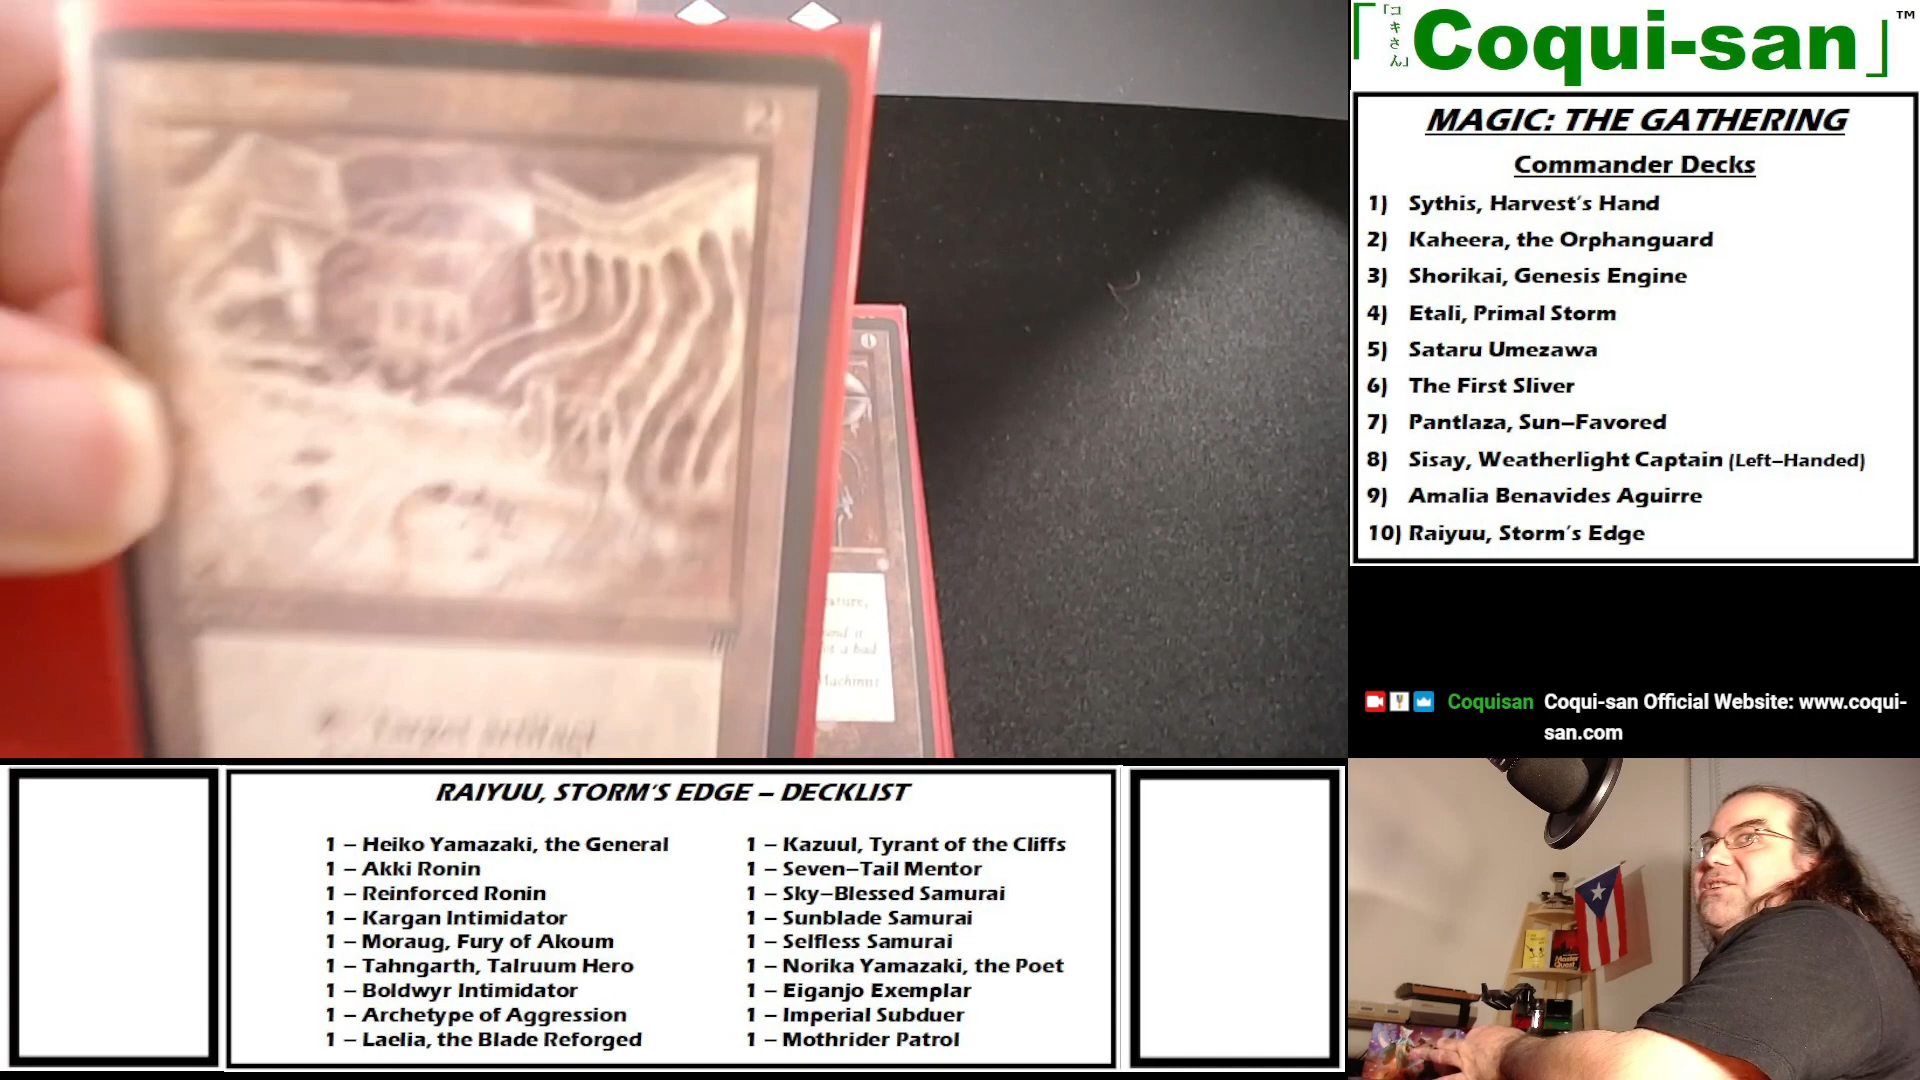 「コキさん」
「Coqui-san」™
MAGIC: THE GATHERING
Commander Decks
1) Sythis, Harvest's Hand
2) Kaheera, the Orphanguard
3) Shorikai, Genesis Engine
4) Etali, Primal Storm
5) Sataru Umezawa
6) The First Sliver
7) Pantlaza, Sun-Favored
8) Sisay, Weatherlight Captain (Left-Handed)
9) Amalia Benavides Aguirre
10) Raiyuu, Storm's Edge
2
target artifact
Coquisan Coqui-san Official Website: www.coqui-
san.com
RAIYUU, STORM'S EDGE – DECKLIST
1 – Heiko Yamazaki, the General
1 – Akki Ronin
1 – Reinforced Ronin
1 – Kargan Intimidator
1 – Moraug, Fury of Akoum
1 – Tahngarth, Talruum Hero
1 – Boldwyr Intimidator
1 – Archetype of Aggression
1 – Laelia, the Blade Reforged
1 – Kazuul, Tyrant of the Cliffs
1 – Seven-Tail Mentor
1 – Sky-Blessed Samurai
1 – Sunblade Samurai
1 – Selfless Samurai
1 – Norika Yamazaki, the Poet
1 – Eiganjo Exemplar
1 – Imperial Subduer
1 – Mothrider Patrol